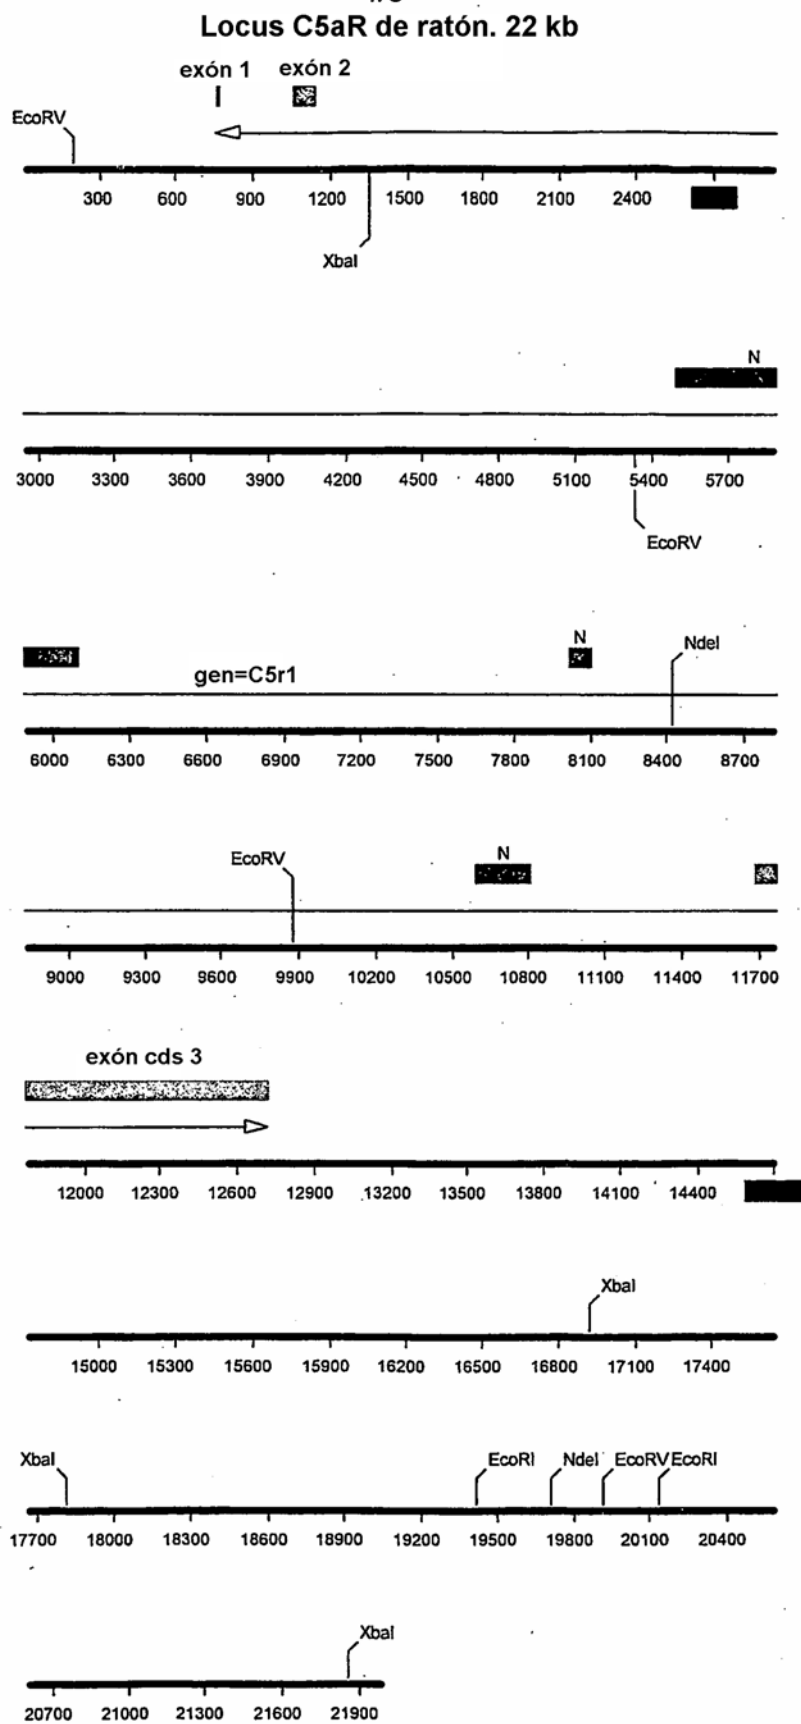 Locus C5aR de ratón. 22 kb
exón 1 exón 2
EcoRV
300 600 900 1200 1500 1800 2100 2400
XbaI
N
3000 3300 3600 3900 4200 4500 4800 5100 5400 5700
EcoRV
N
NdeI
gen=C5r1
6000 6300 6600 6900 7200 7500 7800 8100 8400 8700
EcoRV N
9000 9300 9600 9900 10200 10500 10800 11100 11400 11700
exón cds 3
12000 12300 12600 12900 13200 13500 13800 14100 14400
XbaI
15000 15300 15600 15900 16200 16500 16800 17100 17400
XbaI EcoRI NdeI EcoRV EcoRI
17700 18000 18300 18600 18900 19200 19500 19800 20100 20400
XbaI
20700 21000 21300 21600 21900